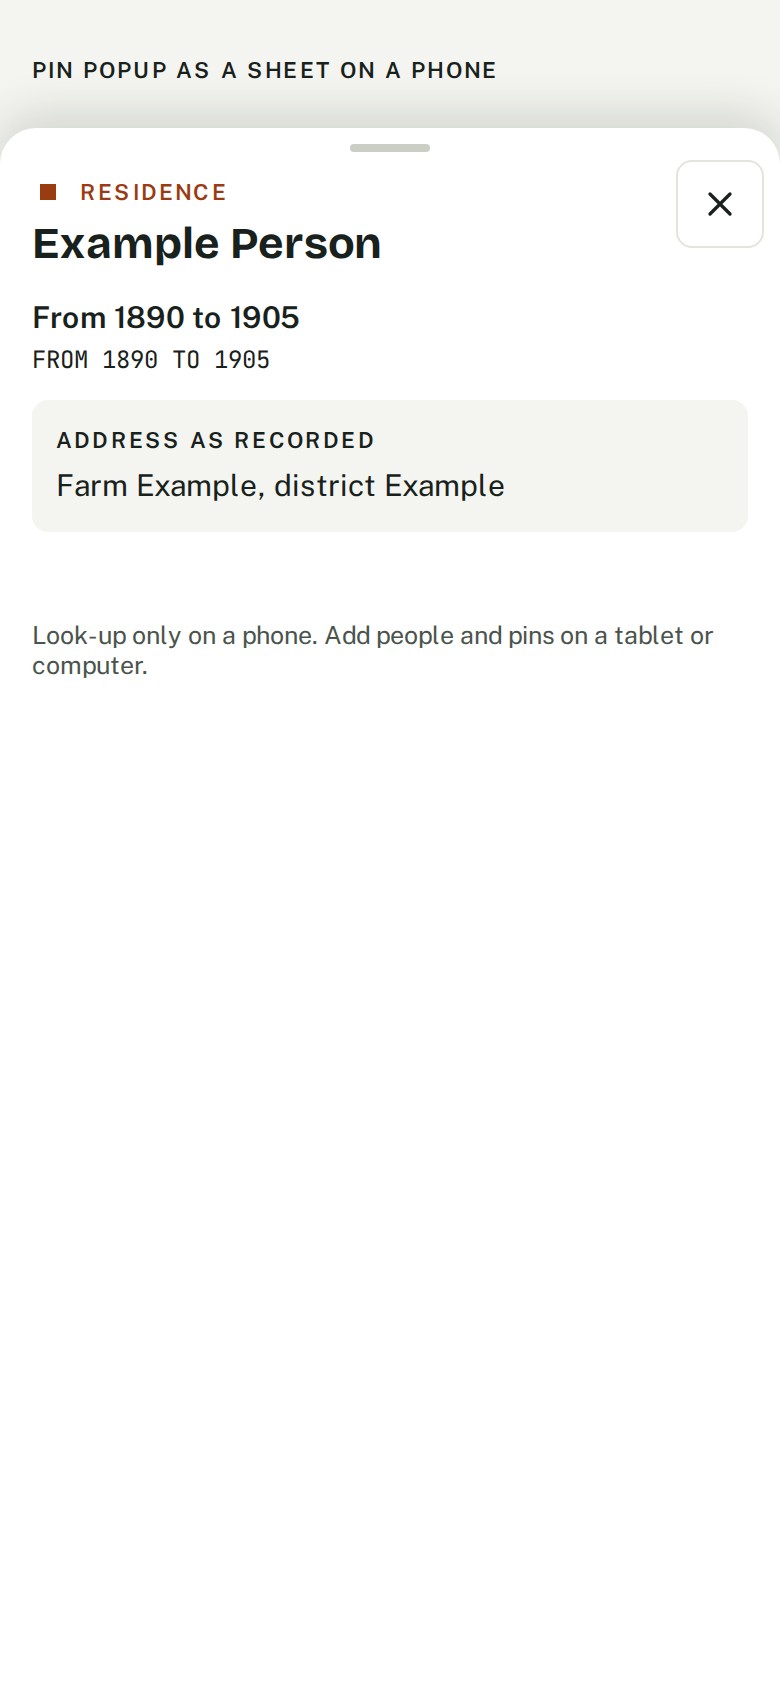 PIN POPUP AS A SHEET ON A PHONE
RESIDENCE
Example Person
From 1890 to 1905
FROM 1890 TO 1905
ADDRESS AS RECORDED
Farm Example, district Example
Look-up only on a phone. Add people and pins on a tablet or
computer.